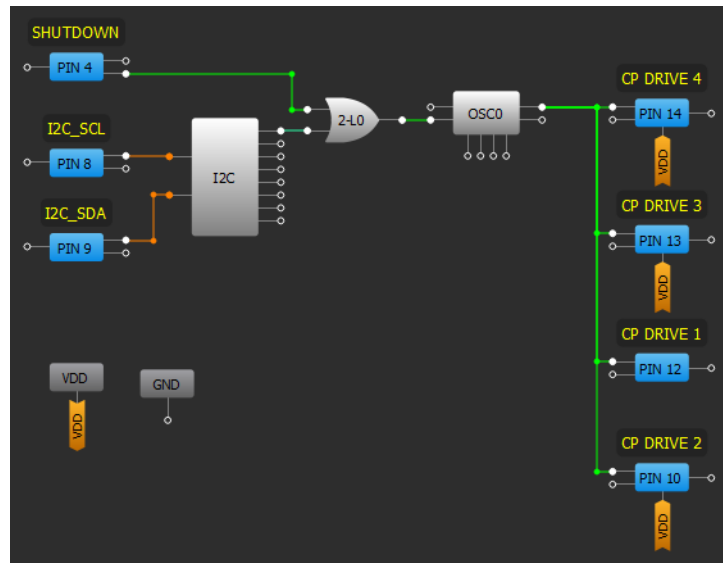 SHUTDOWN
PIN 4
I2C_SCL
PIN 8
I2C_SDA
PIN 9
I2C
2-L0
OSC0
CP DRIVE 4
PIN 14
VDD
CP DRIVE 3
PIN 13
VDD
CP DRIVE 1
PIN 12
CP DRIVE 2
PIN 10
VDD
VDD
VDD
GND